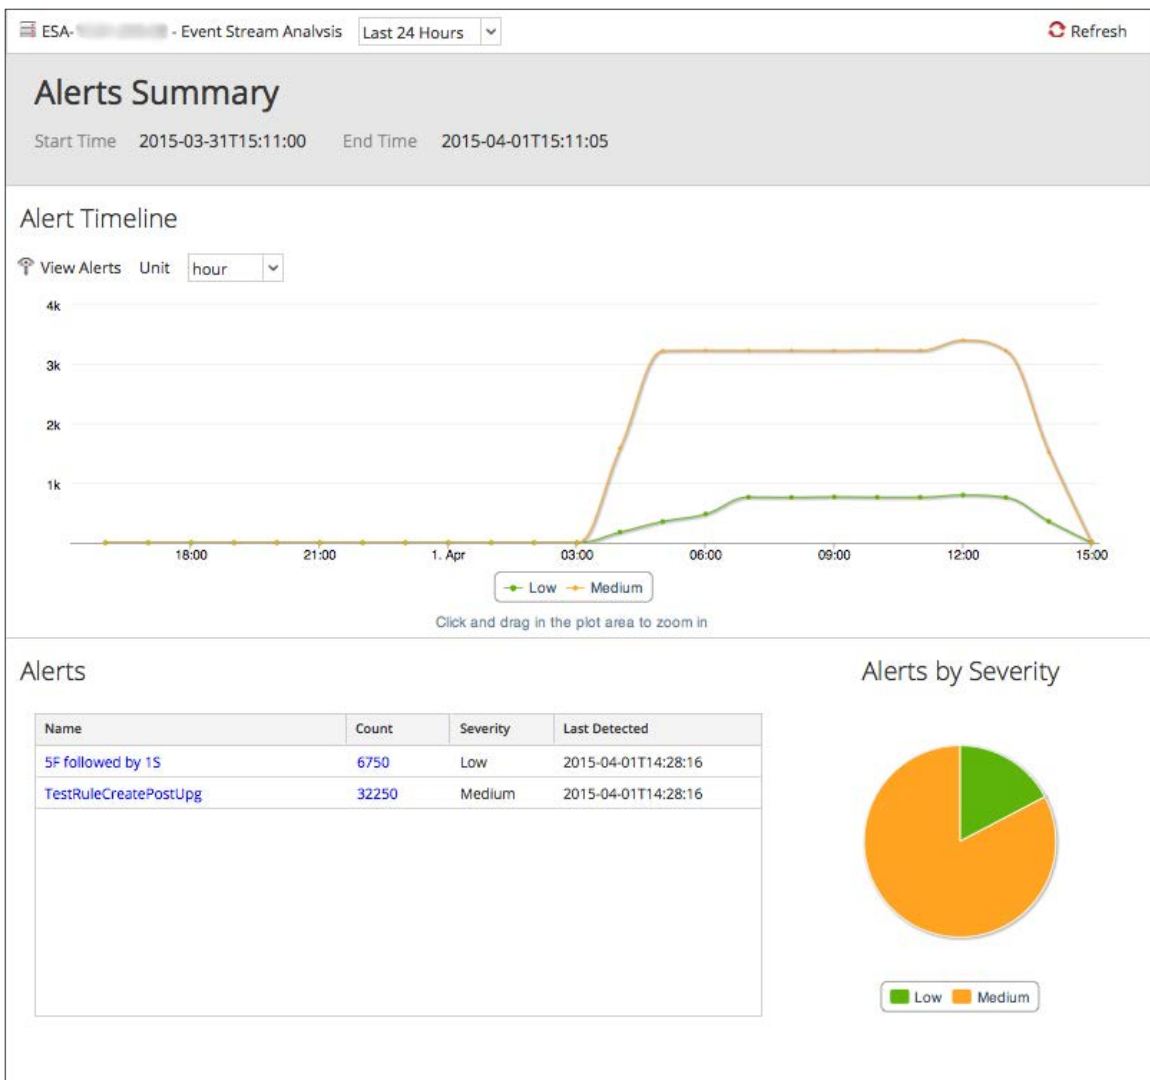 ESA- - Event Stream Analysis Last 24 Hours Refresh
Alerts Summary
Start Time 2015-03-31T15:11:00 End Time 2015-04-01T15:11:05
Alert Timeline
View Alerts Unit hour
4k
3k
2k
1k
18:00 21:00 1. Apr 03:00 06:00 09:00 12:00 15:00
Low Medium
Click and drag in the plot area to zoom in
Alerts Alerts by Severity
Name Count Severity Last Detected
5F followed by 1S 6750 Low 2015-04-01T14:28:16
TestRuleCreatePostUpg 32250 Medium 2015-04-01T14:28:16
Low Medium